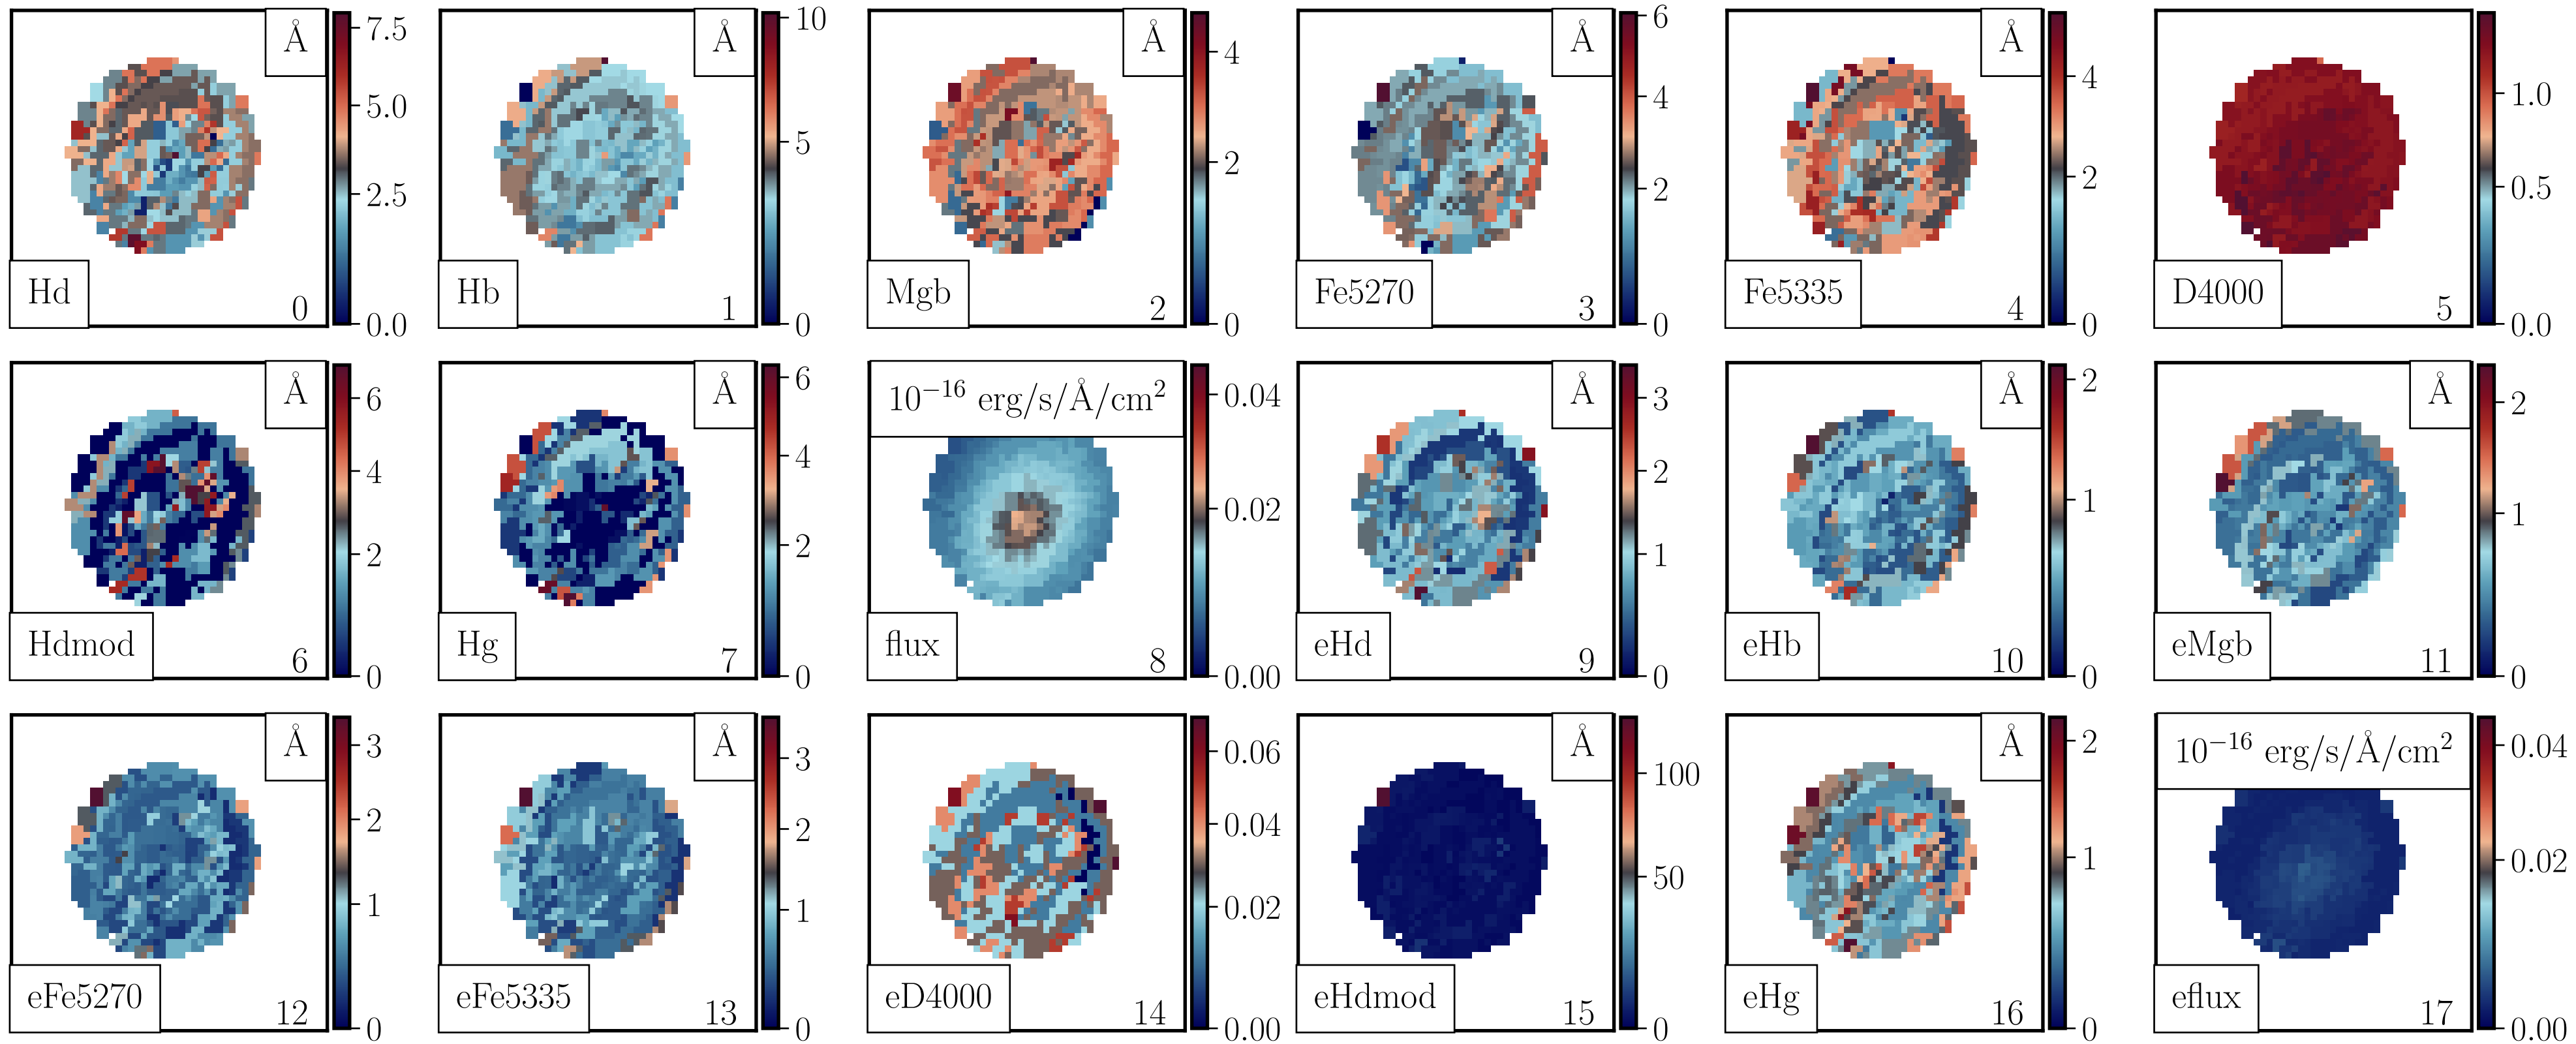 Å
7.5
5.0
2.5
0.0
Hd
0
Å
10
5
0
Hb
1
Å
4
2
0
Mgb
2
Å
6
4
2
0
Fe5270
3
Å
4
2
0
Fe5335
4
1.0
0.5
0.0
D4000
5
Å
6
4
2
0
Hdmod
6
Å
6
4
2
0
Hg
7
10⁻¹⁶ erg/s/Å/cm²
0.04
0.02
0.00
flux
8
Å
3
2
1
0
eHd
9
Å
2
1
0
eHb
10
Å
2
1
0
eMgb
11
Å
3
2
1
0
eFe5270
12
Å
3
2
1
0
eFe5335
13
0.06
0.04
0.02
0.00
eD4000
14
Å
100
50
0
eHdmod
15
Å
2
1
0
eHg
16
10⁻¹⁶ erg/s/Å/cm²
0.04
0.02
0.00
eflux
17